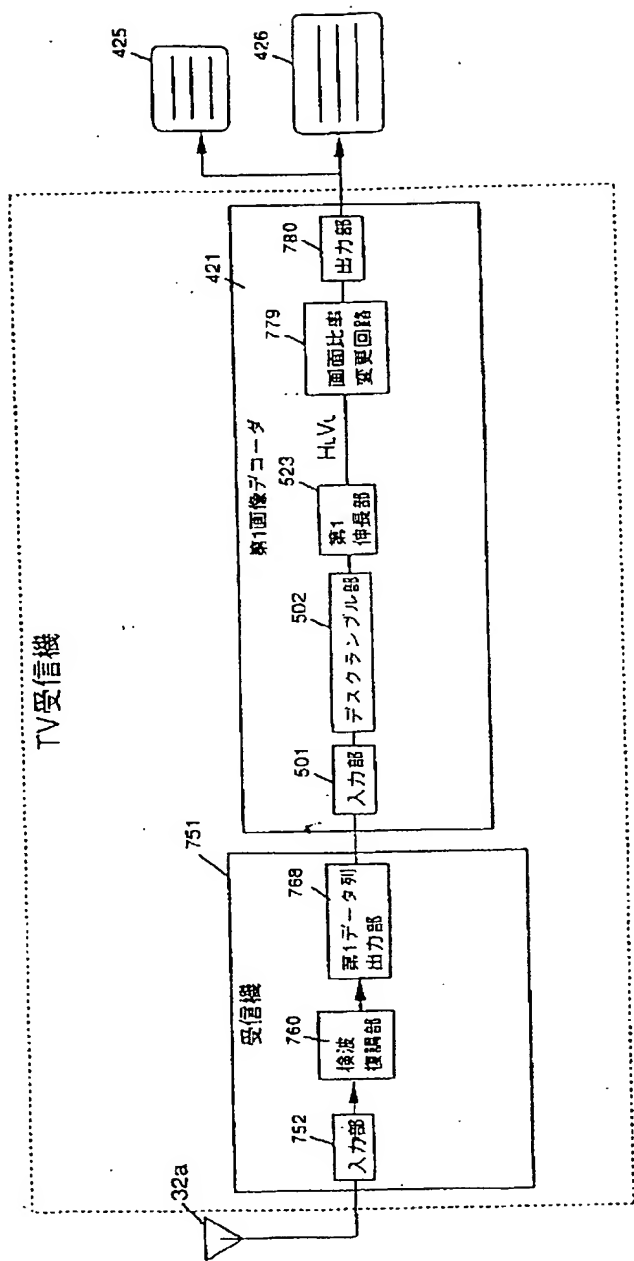 TV受信機
32a
751
受信機
752
入力部
760
検波
復調部
768
第1データ列
出力部
421
第1画像デコーダ
501
入力部
502
デスクランブル部
523
第1
伸長部
HLVL
779
画面比率
変更回路
780
出力部
425
426